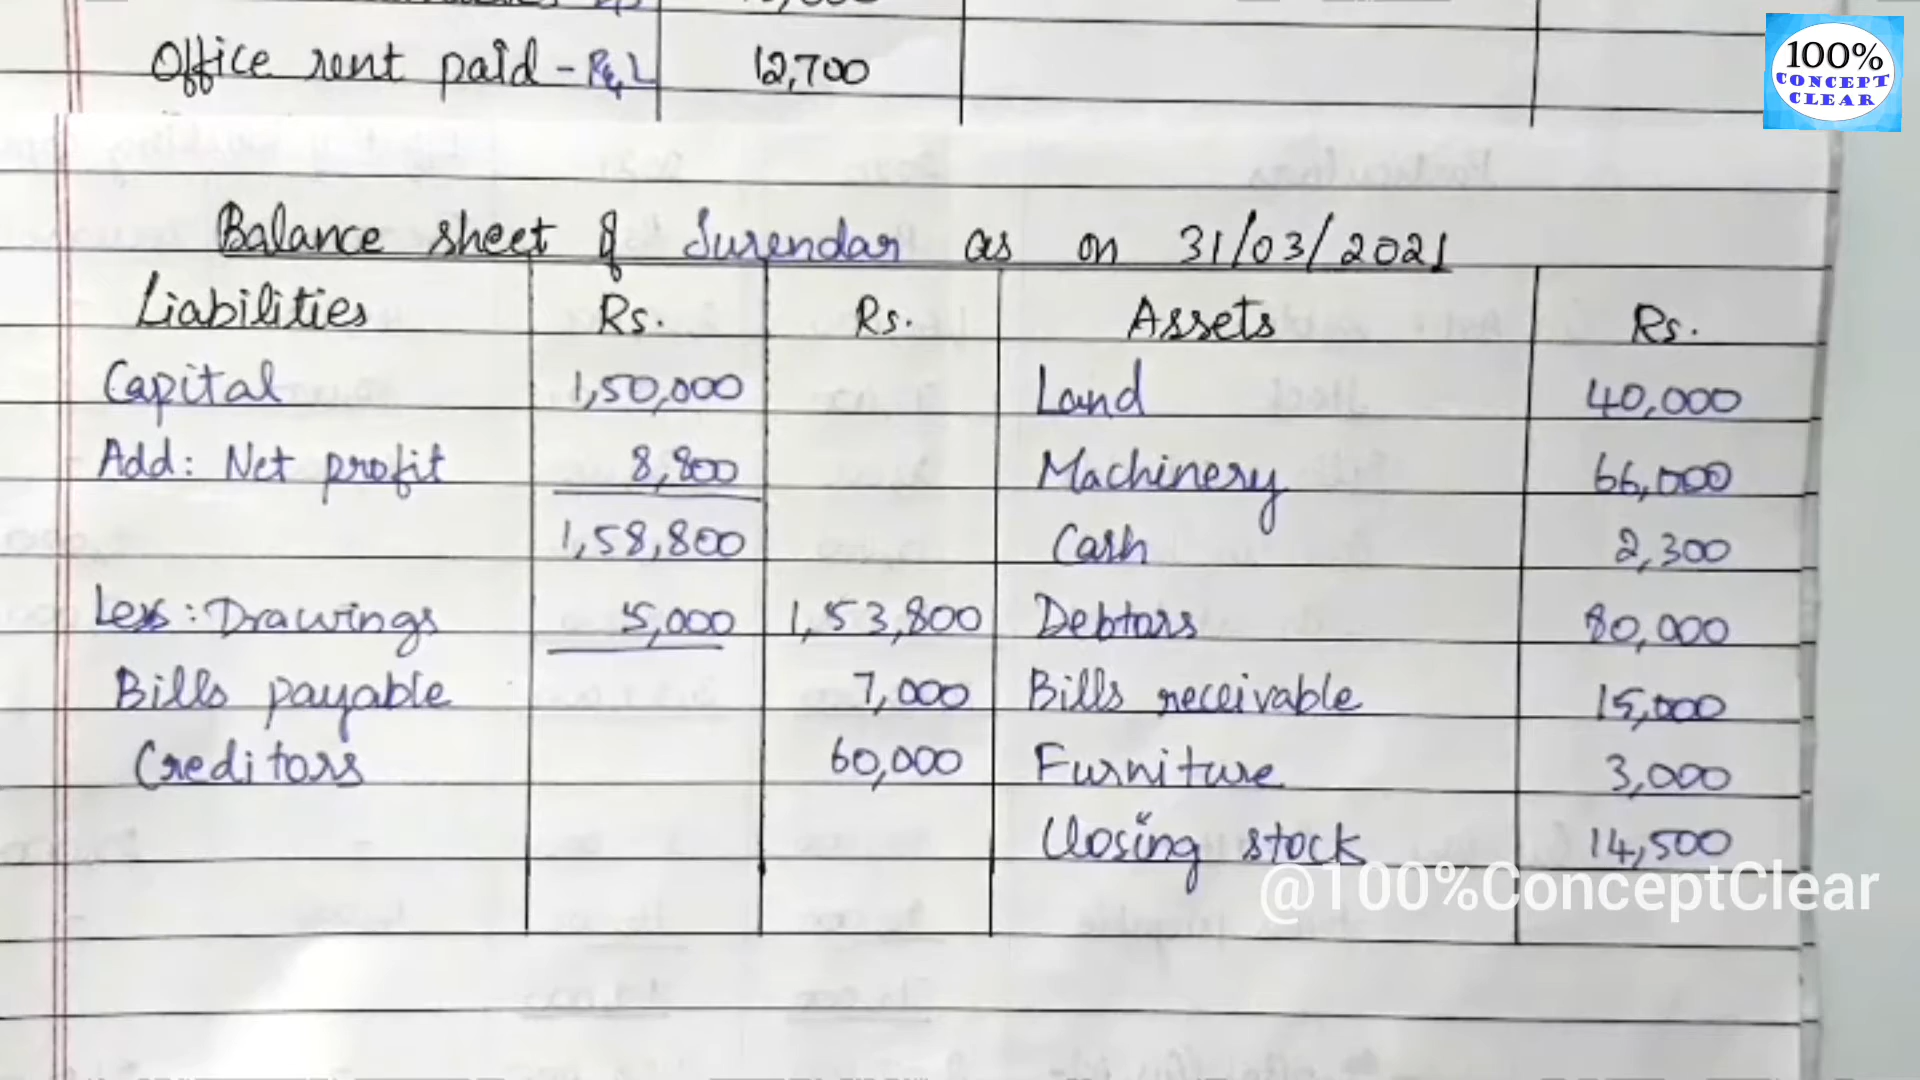 Office rent paid - P&L 12,700
100%
CONCEPT
CLEAR
Balance sheet of Surendar as on 31/03/2021
Liabilities Rs. Rs. Assets Rs.
Capital 1,50,000 Land 40,000
Add: Net profit 8,800 Machinery 66,000
1,58,800 Cash 2,300
Less: Drawings 5,000 1,53,800 Debtors 80,000
Bills payable 7,000 Bills receivable 15,000
Creditors 60,000 Furniture 3,000
Closing stock 14,500
@100%ConceptClear